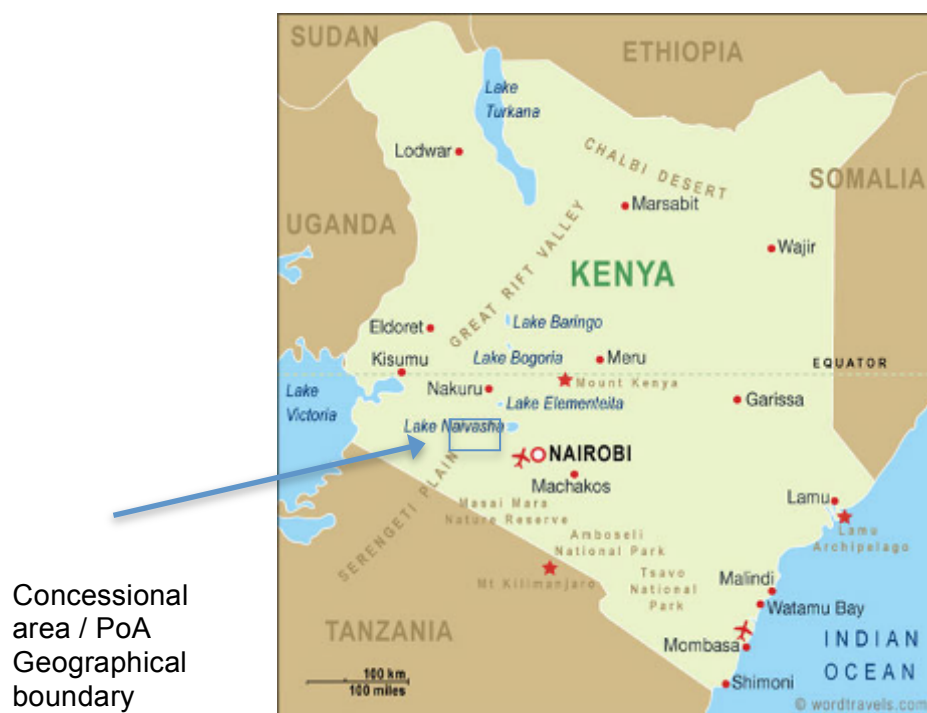 SUDAN
ETHIOPIA
Lake
Turkana
Lodwar
CHALBI DESERT
SOMALIA
Marsabit
UGANDA
Wajir
GREAT RIFT VALLEY
KENYA
Lake Baringo
Eldoret
Kisumu
Lake Bogoria
Meru
EQUATOR
Mount Kenya
Lake
Victoria
Nakuru
Lake Elementeita
Garissa
Lake Naivasha
NAIROBI
SERENGETI PLAIN
Machakos
Masai Mara
Nature Reserve
Lamu
Lamu
Archipelago
Amboseli
National Park
Mt Kilimanjaro
Tsavo
National
Park
Malindi
Watamu Bay
Concessional
area / PoA
Geographical
boundary
TANZANIA
Mombasa
INDIAN
OCEAN
100 km
100 miles
Shimoni
© wordtravels.com